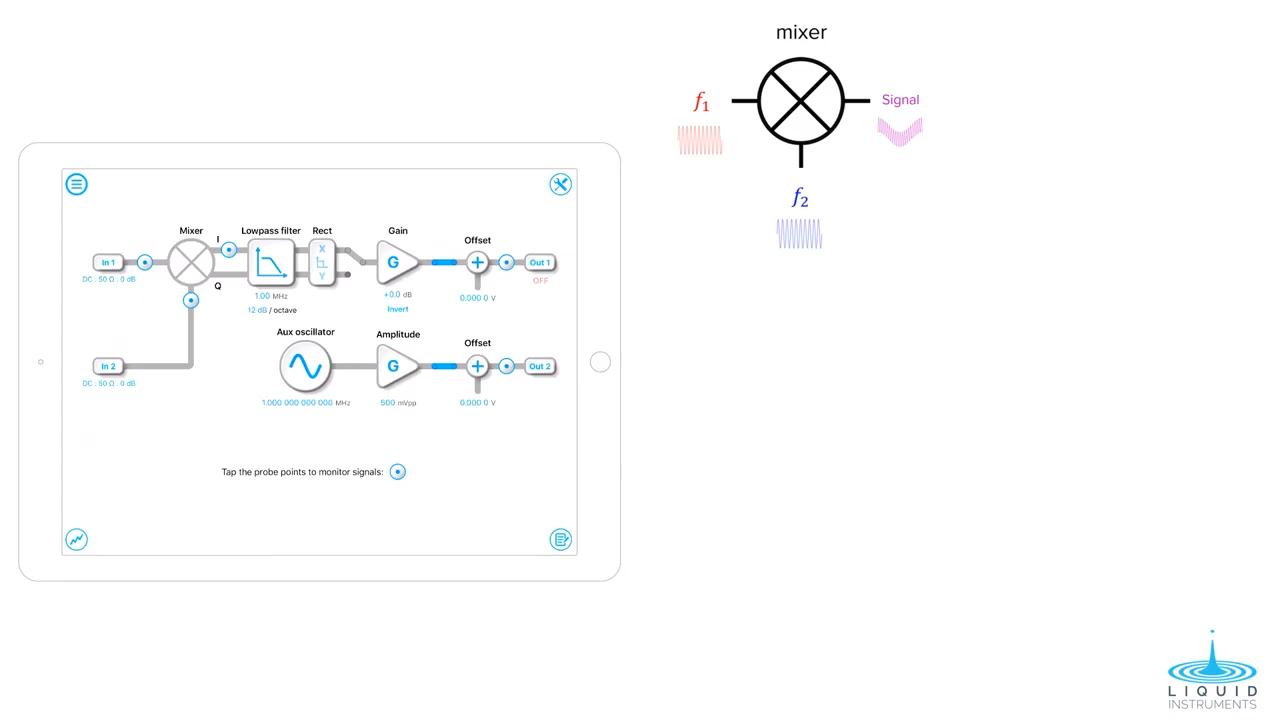 mixer
f1
Signal
f2
Mixer
I
Lowpass filter
Rect
Gain
Offset
In 1
X
Y
G
Out 1
DC : 50 Ω : 0 dB
OFF
Q
1.00 MHz
12 dB / octave
+0.0 dB
Invert
0.000 0 V
Aux oscillator
Amplitude
Offset
In 2
G
Out 2
DC : 50 Ω : 0 dB
1.000 000 000 000 MHz
500 mVpp
0.000 0 V
Tap the probe points to monitor signals:
LIQUID
INSTRUMENTS